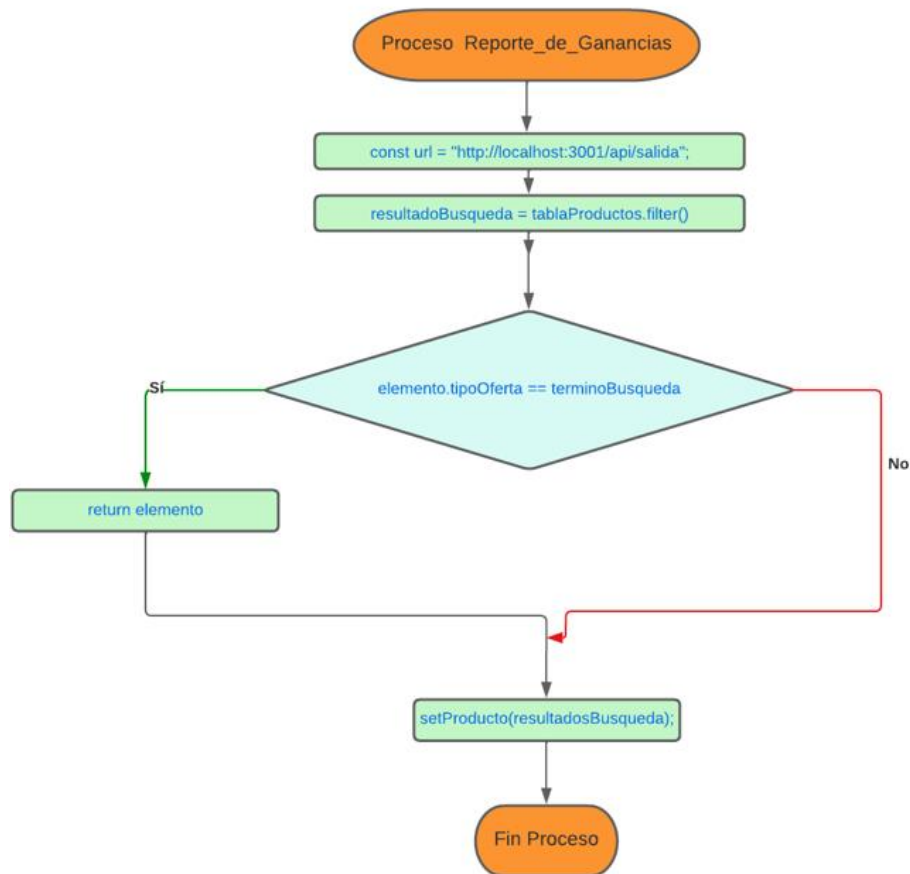 Proceso  Reporte_de_Ganancias
const url = "http://localhost:3001/api/salida";
resultadoBusqueda = tablaProductos.filter()
elemento.tipoOferta == terminoBusqueda
Sí
No
return elemento
setProducto(resultadosBusqueda);
Fin Proceso